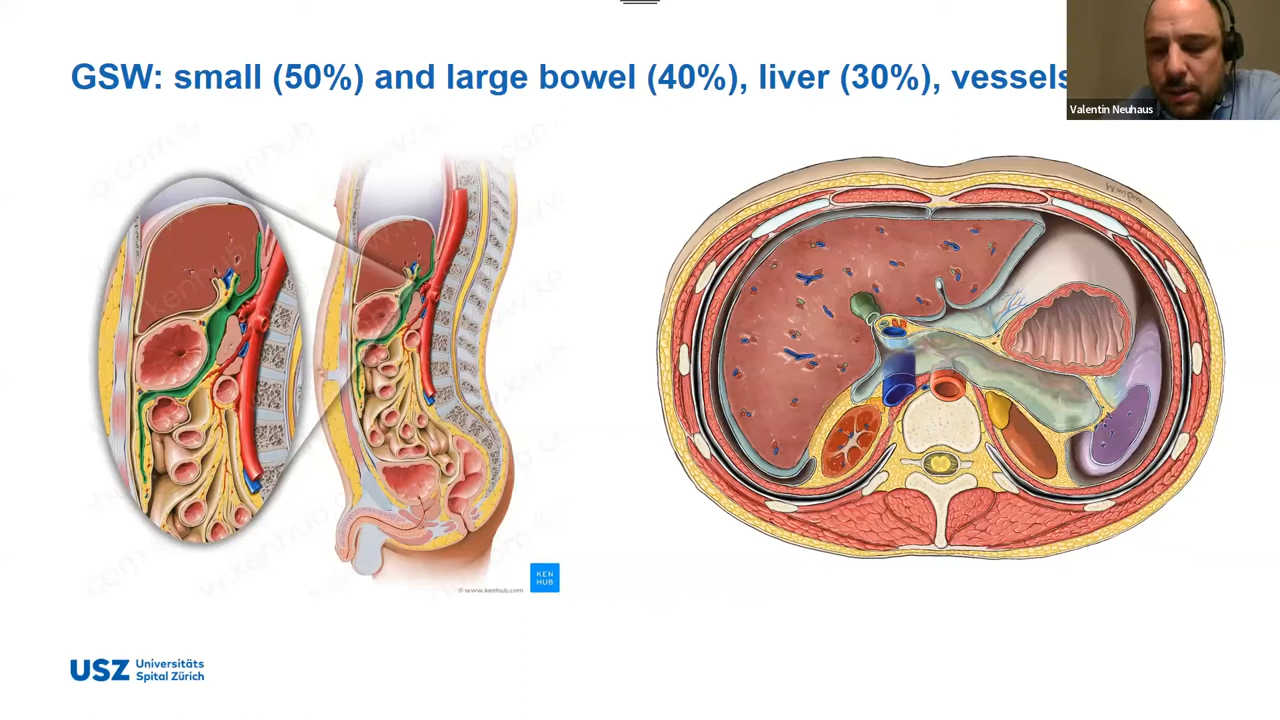 GSW: small (50%) and large bowel (40%), liver (30%), vessels
Valentin Neuhaus
KEN
HUB
© www.kenhub.com
USZ Universitäts
Spital Zürich